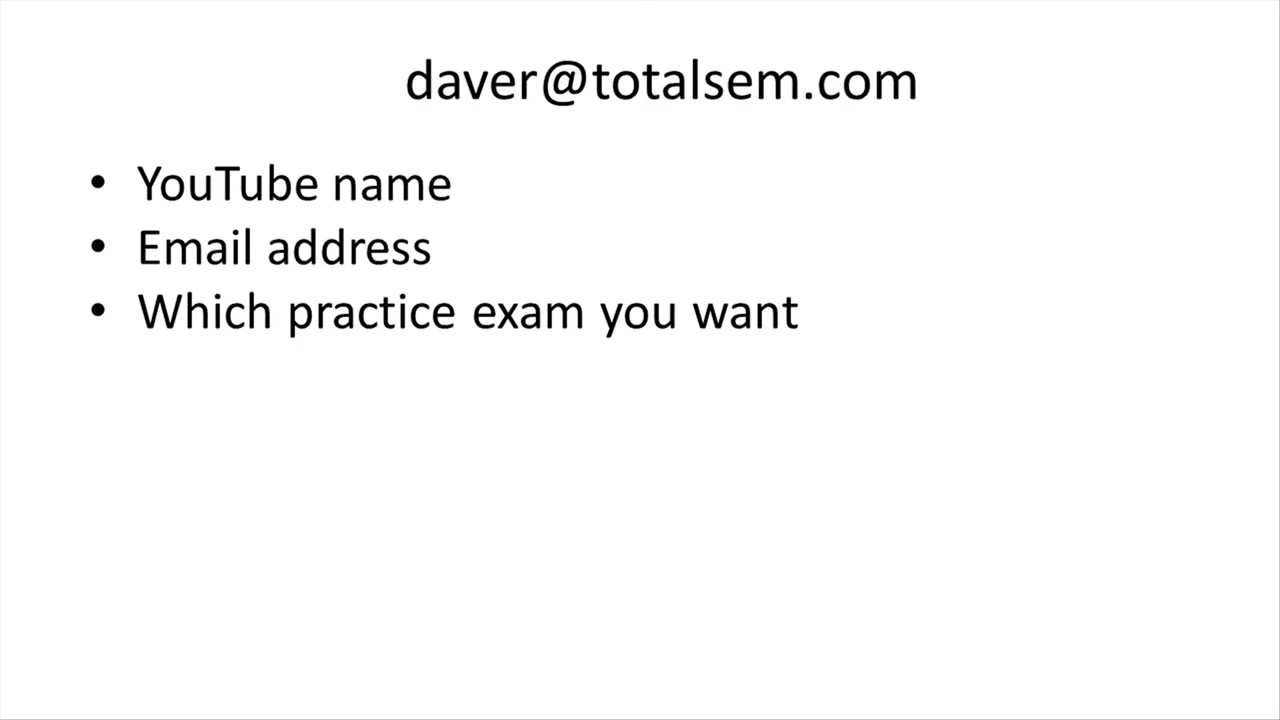 daver@totalsem.com
• YouTube name
• Email address
• Which practice exam you want